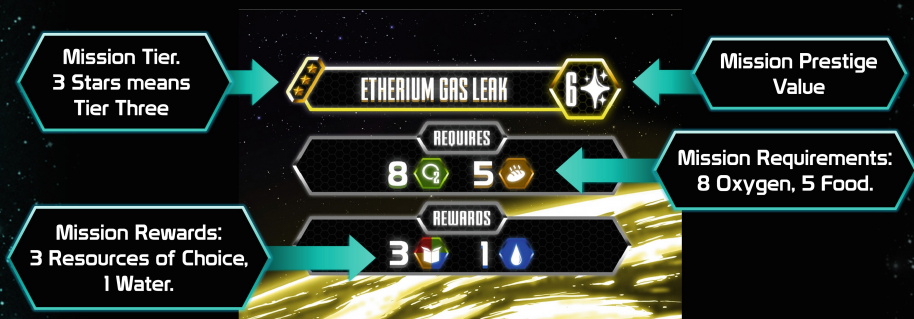 Mission Tier.
3 Stars means
Tier Three
ETHERIUM GAS LEAK
6
Mission Prestige
Value
REQUIRES
8 O2 5
Mission Requirements:
8 Oxygen, 5 Food.
REWARDS
3 1
Mission Rewards:
3 Resources of Choice,
1 Water.